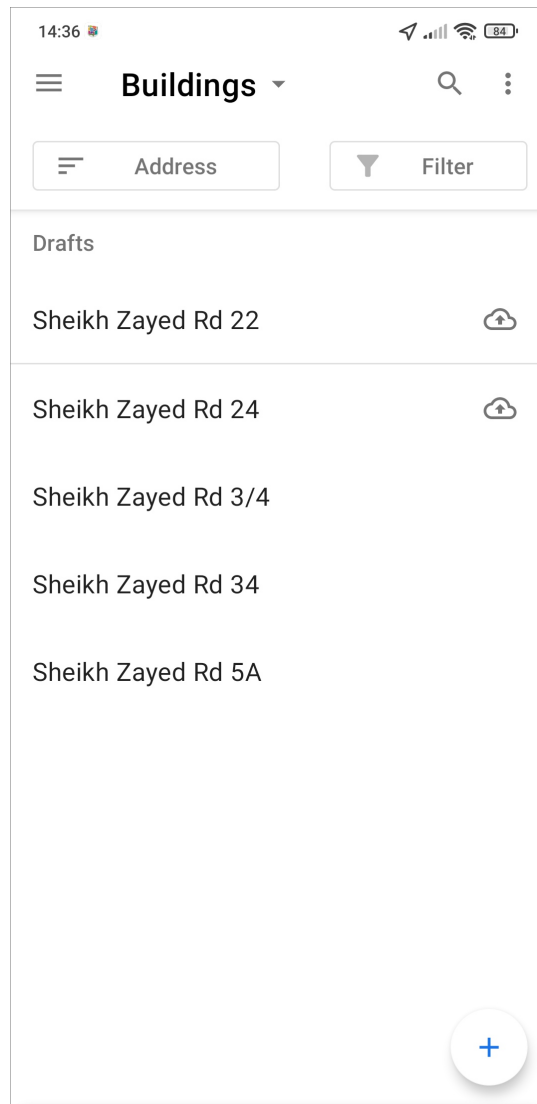 14:36
84
Buildings
Address
Filter
Drafts
Sheikh Zayed Rd 22
Sheikh Zayed Rd 24
Sheikh Zayed Rd 3/4
Sheikh Zayed Rd 34
Sheikh Zayed Rd 5A